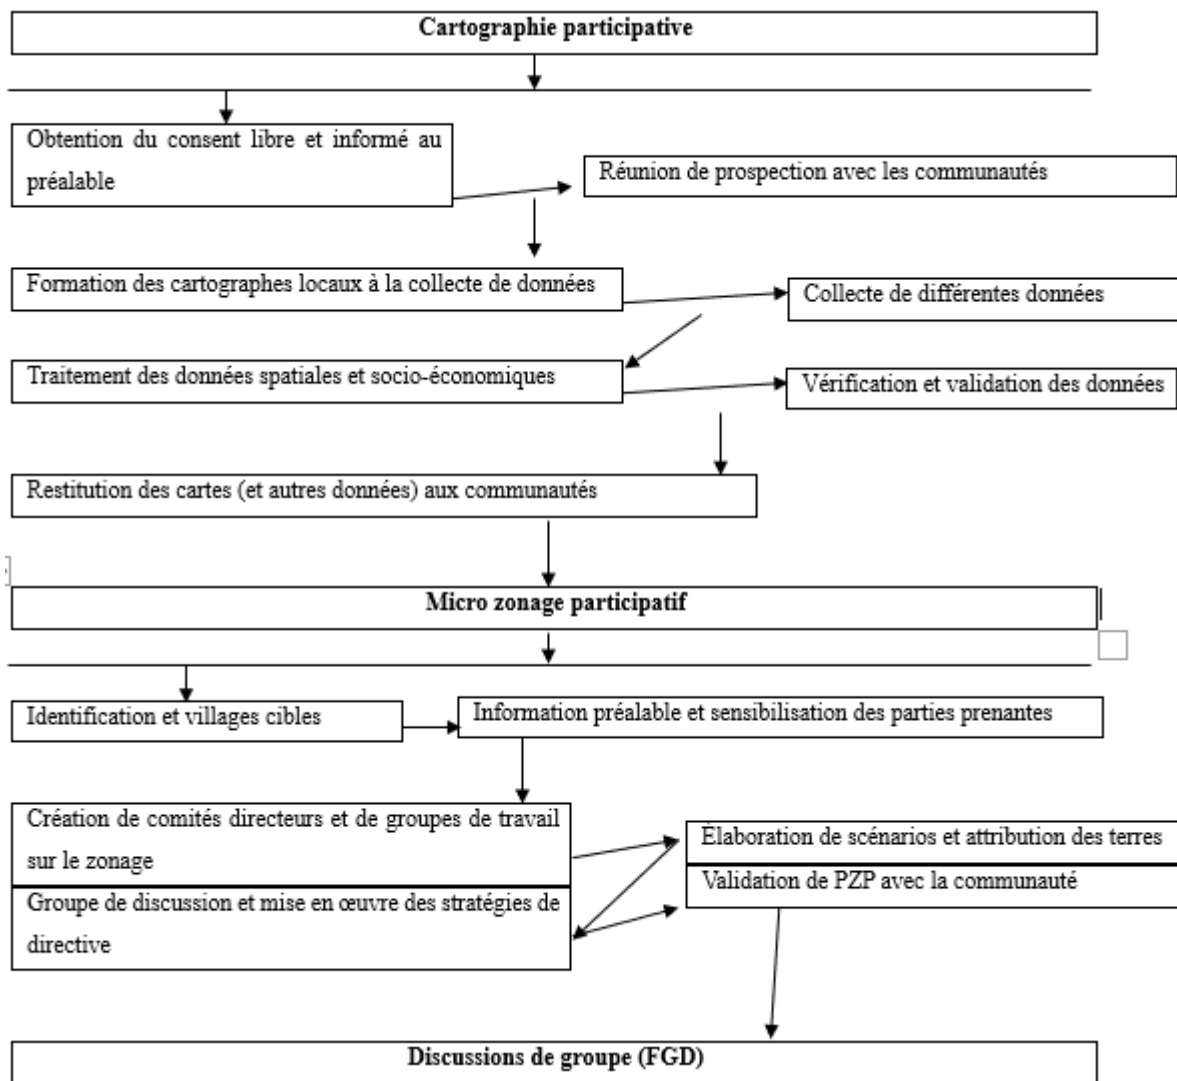 Cartographie participative
Obtention du consent libre et informé au
préalable
Réunion de prospection avec les communautés
Formation des cartographes locaux à la collecte de données
Collecte de différentes données
Traitement des données spatiales et socio-économiques
Vérification et validation des données
Restitution des cartes (et autres données) aux communautés
Micro zonage participatif
Identification et villages cibles
Information préalable et sensibilisation des parties prenantes
Création de comités directeurs et de groupes de travail
sur le zonage
Élaboration de scénarios et attribution des terres
Groupe de discussion et mise en œuvre des stratégies de
directive
Validation de PZP avec la communauté
Discussions de groupe (FGD)